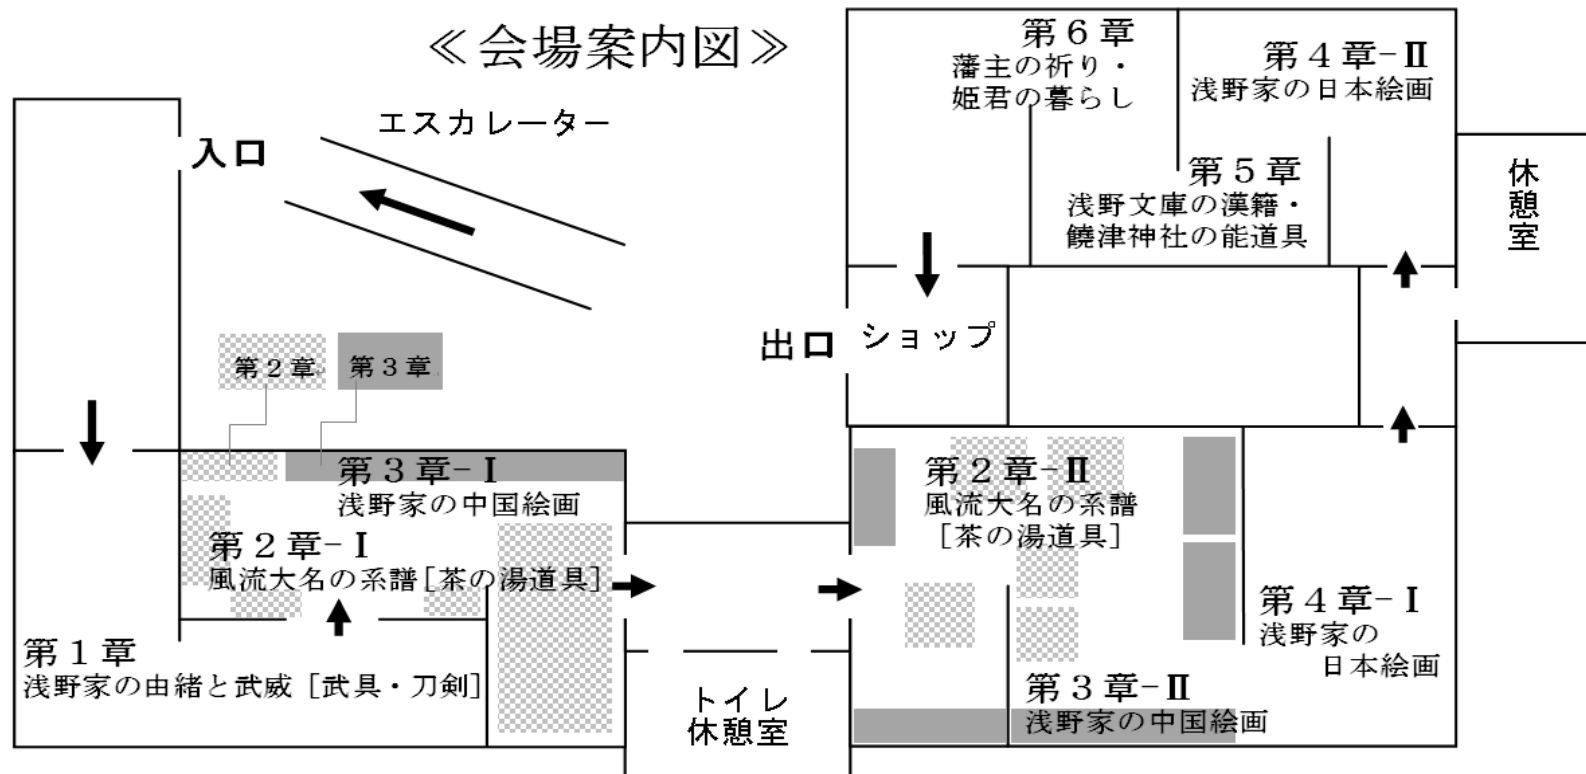 ≪会場案内図≫
エスカレーター
入口
第２章
第３章
第３章-Ⅰ
浅野家の中国絵画
第２章-Ⅰ
風流大名の系譜［茶の湯道具］
第１章
浅野家の由緒と武威［武具・刀剣］
トイレ
休憩室
第２章-Ⅱ
風流大名の系譜
［茶の湯道具］
第３章-Ⅱ
浅野家の中国絵画
第４章-Ⅰ
浅野家の
日本絵画
休憩室
第４章-Ⅱ
浅野家の日本絵画
第５章
浅野文庫の漢籍・
饒津神社の能道具
第６章
藩主の祈り・
姫君の暮らし
ショップ
出口